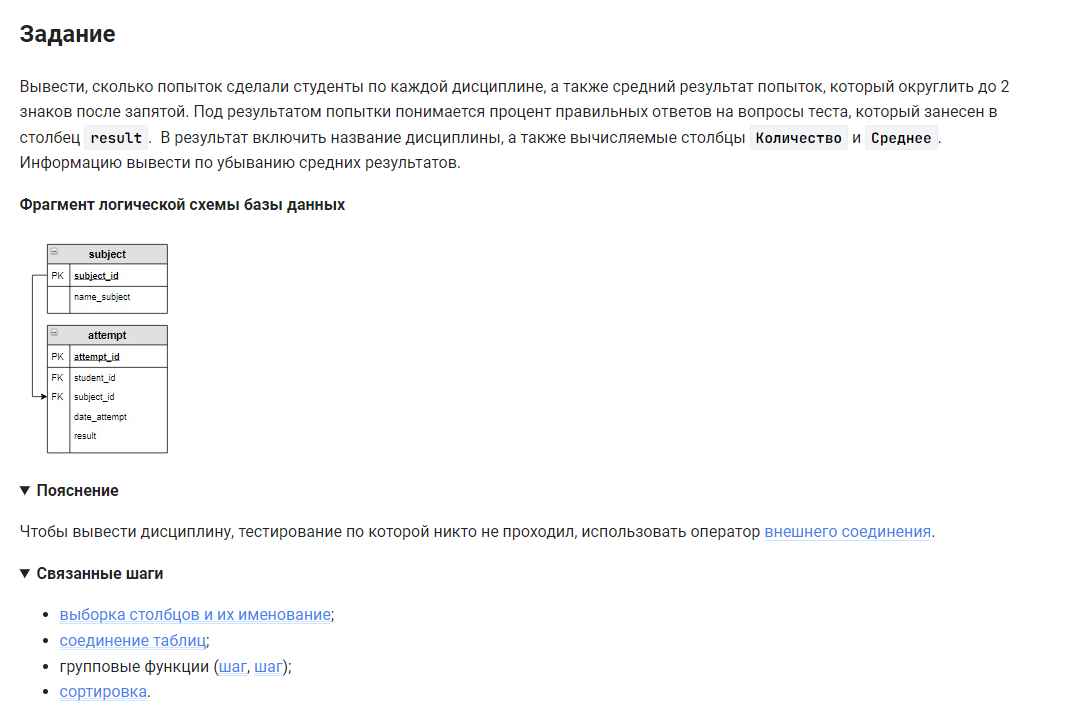 Задание
Вывести, сколько попыток сделали студенты по каждой дисциплине, а также средний результат попыток, который округлить до 2
знаков после запятой. Под результатом попытки понимается процент правильных ответов на вопросы теста, который занесен в
столбец result. В результат включить название дисциплины, а также вычисляемые столбцы Количество и Среднее.
Информацию вывести по убыванию средних результатов.
Фрагмент логической схемы базы данных
subject
PK subject_id
name_subject
attempt
PK attempt_id
FK student_id
FK subject_id
date_attempt
result
▼ Пояснение
Чтобы вывести дисциплину, тестирование по которой никто не проходил, использовать оператор внешнего соединения.
▼ Связанные шаги
• выборка столбцов и их именование;
• соединение таблиц;
• групповые функции (шаг, шаг);
• сортировка.